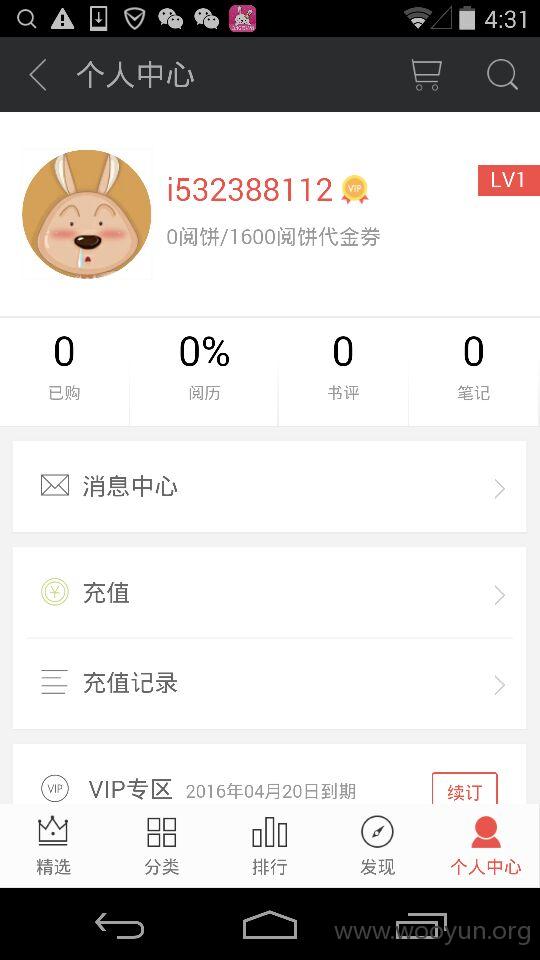 4:31
个人中心
i532388112 VIP
LV1
0阅饼/1600阅饼代金券
0 0% 0 0
已购 阅历 书评 笔记
消息中心
¥ 充值
充值记录
VIP VIP专区 2016年04月20日到期 续订
精选 分类 排行 发现 个人中心
www.wooyun.org